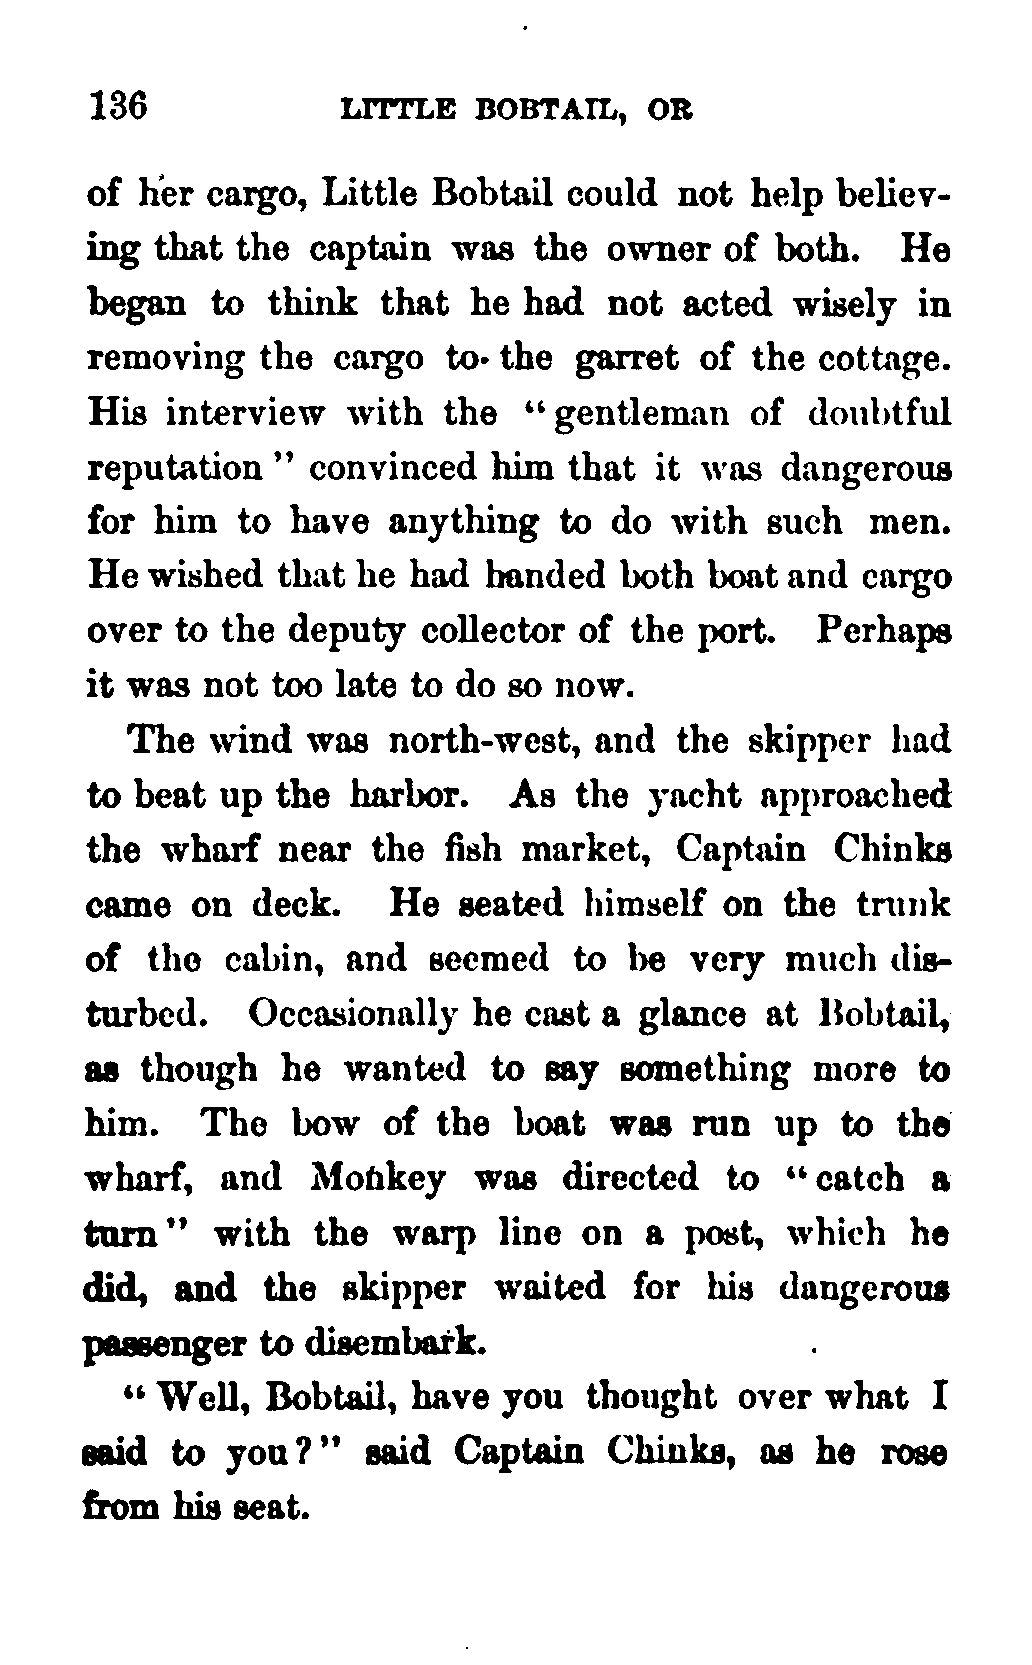 136 LITTLE BOBTAIL, OR
of her cargo, Little Bobtail could not help believ-
ing that the captain was the owner of both. He
began to think that he had not acted wisely in
removing the cargo to the garret of the cottage.
His interview with the "gentleman of doubtful
reputation" convinced him that it was dangerous
for him to have anything to do with such men.
He wished that he had handed both boat and cargo
over to the deputy collector of the port. Perhaps
it was not too late to do so now.
The wind was north-west, and the skipper had
to beat up the harbor. As the yacht approached
the wharf near the fish market, Captain Chinks
came on deck. He seated himself on the trunk
of the cabin, and seemed to be very much dis-
turbed. Occasionally he cast a glance at Bobtail,
as though he wanted to say something more to
him. The bow of the boat was run up to the
wharf, and Monkey was directed to "catch a
turn" with the warp line on a post, which he
did, and the skipper waited for his dangerous
passenger to disembark.
"Well, Bobtail, have you thought over what I
said to you?" said Captain Chinks, as he rose
from his seat.